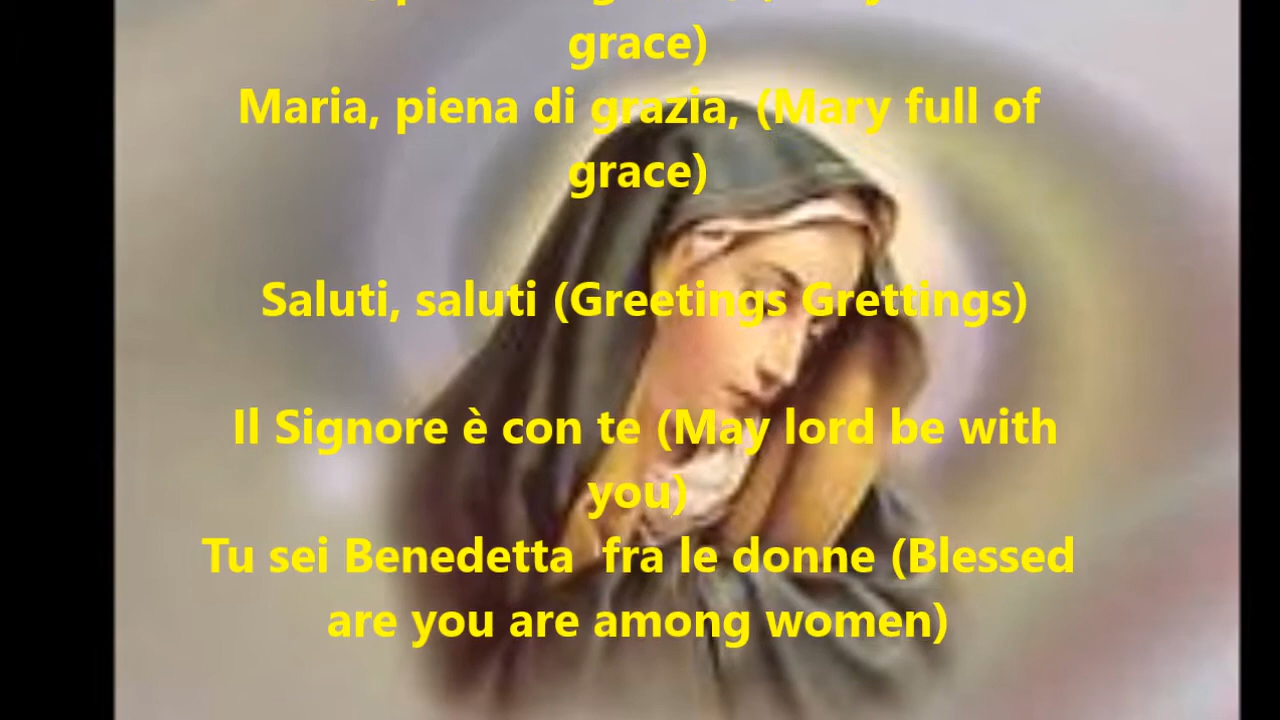 grace)
Maria, piena di grazia, (Mary full of
grace)
Saluti, saluti (Greetings Grettings)
Il Signore è con te (May lord be with
you)
Tu sei Benedetta  fra le donne (Blessed
are you are among women)